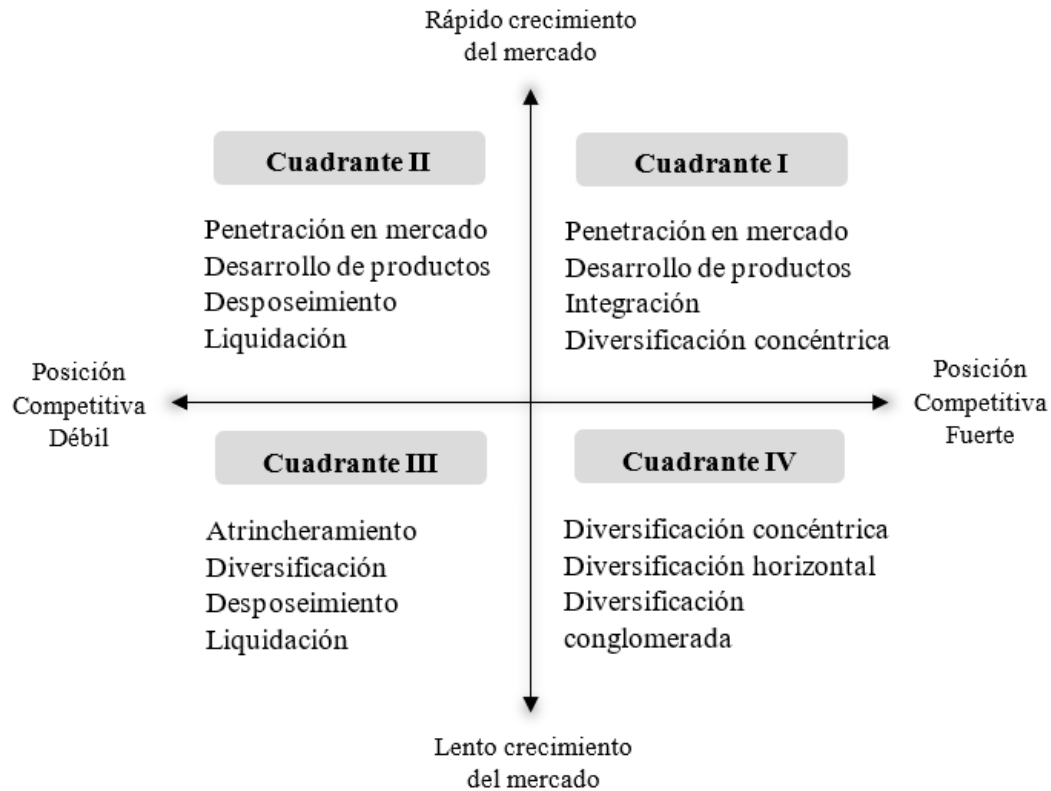 Rápido crecimiento
del mercado
Cuadrante II
Penetración en mercado
Desarrollo de productos
Desposeimiento
Liquidación
Cuadrante I
Penetración en mercado
Desarrollo de productos
Integración
Diversificación concéntrica
Posición
Competitiva
Débil
Posición
Competitiva
Fuerte
Cuadrante III
Atrincheramiento
Diversificación
Desposeimiento
Liquidación
Cuadrante IV
Diversificación concéntrica
Diversificación horizontal
Diversificación
conglomerada
Lento crecimiento
del mercado